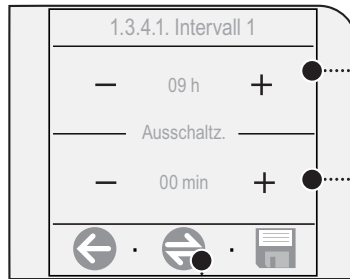 1.3.4.1. Intervall 1
− 09 h +
Ausschaltz.
− 00 min +